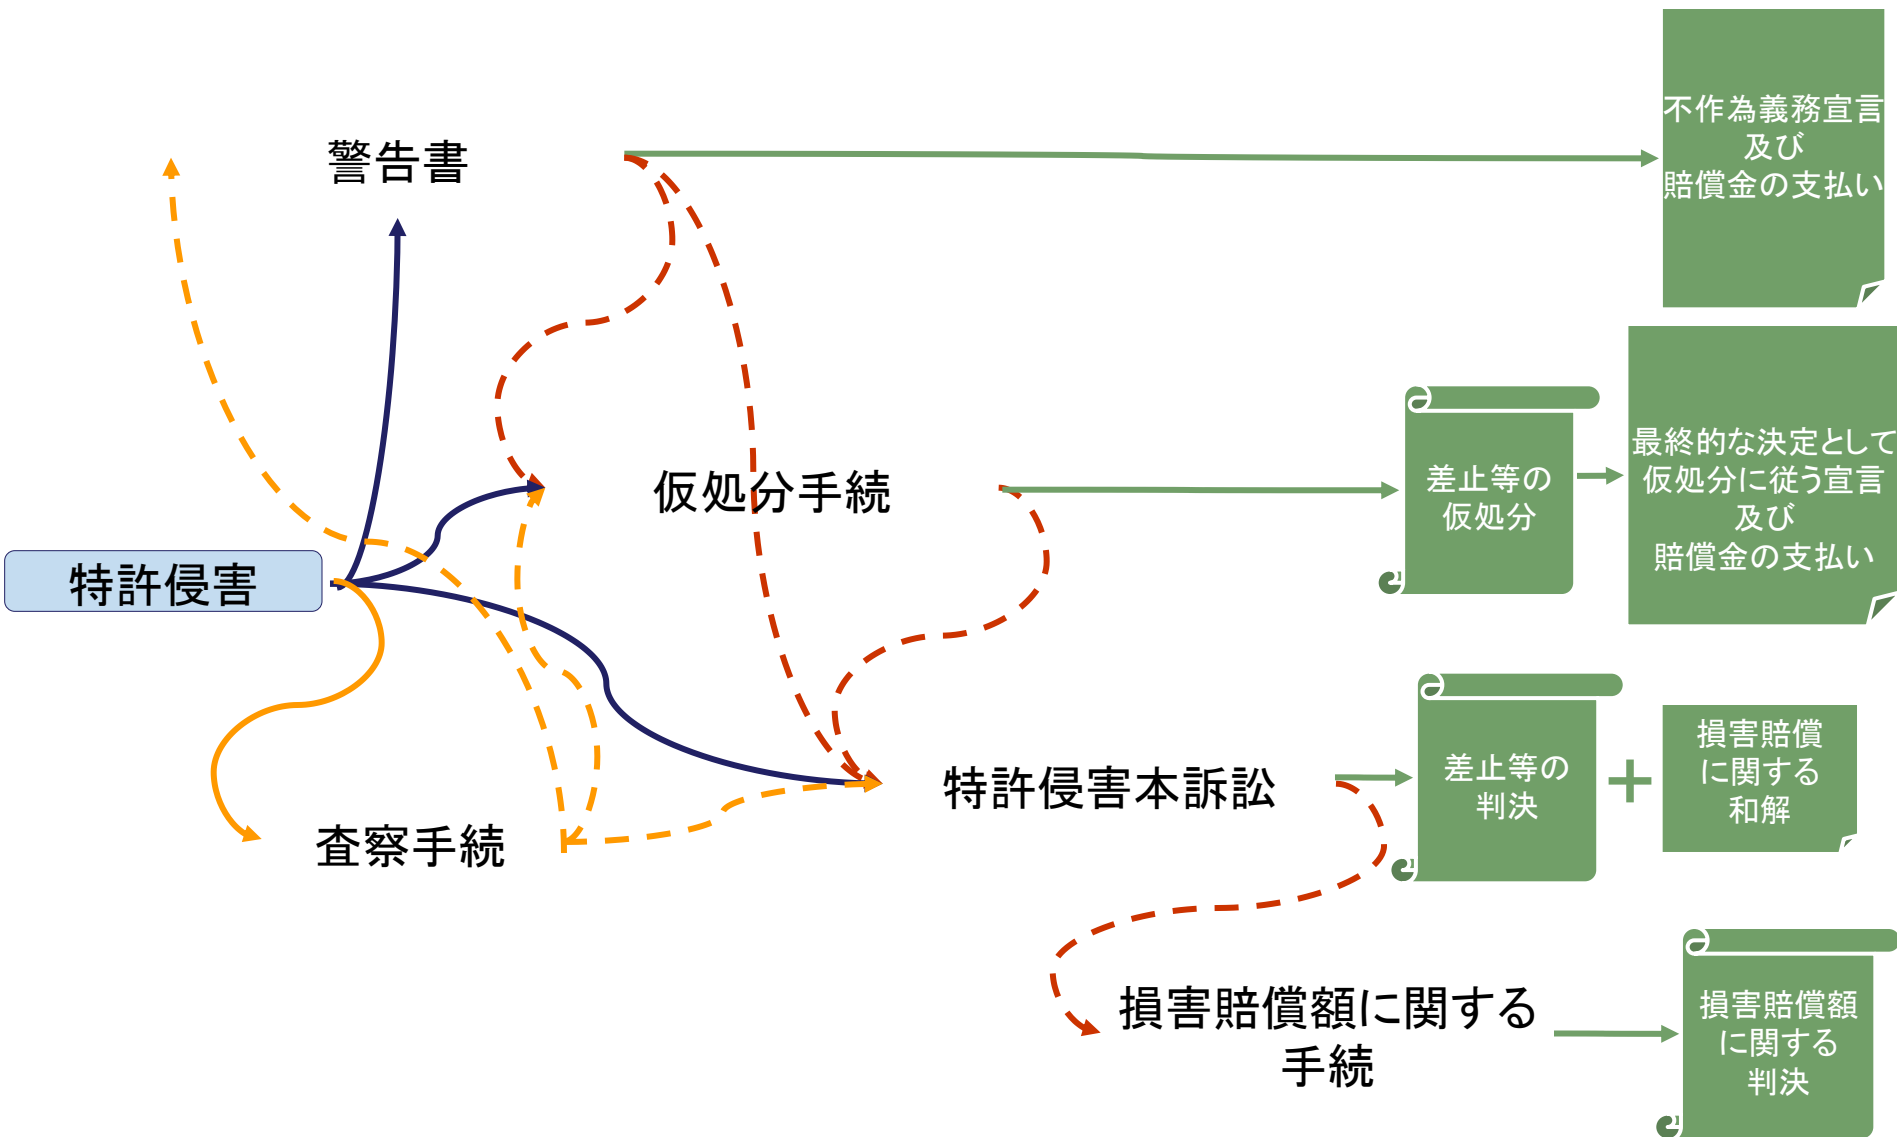 警告書
不作為義務宣言
及び
賠償金の支払い
仮処分手続
差止等の
仮処分
最終的な決定として
仮処分に従う宣言
及び
賠償金の支払い
特許侵害
特許侵害本訴訟
差止等の
判決
+
損害賠償
に関する
和解
査察手続
損害賠償額に関する
手続
損害賠償額
に関する
判決